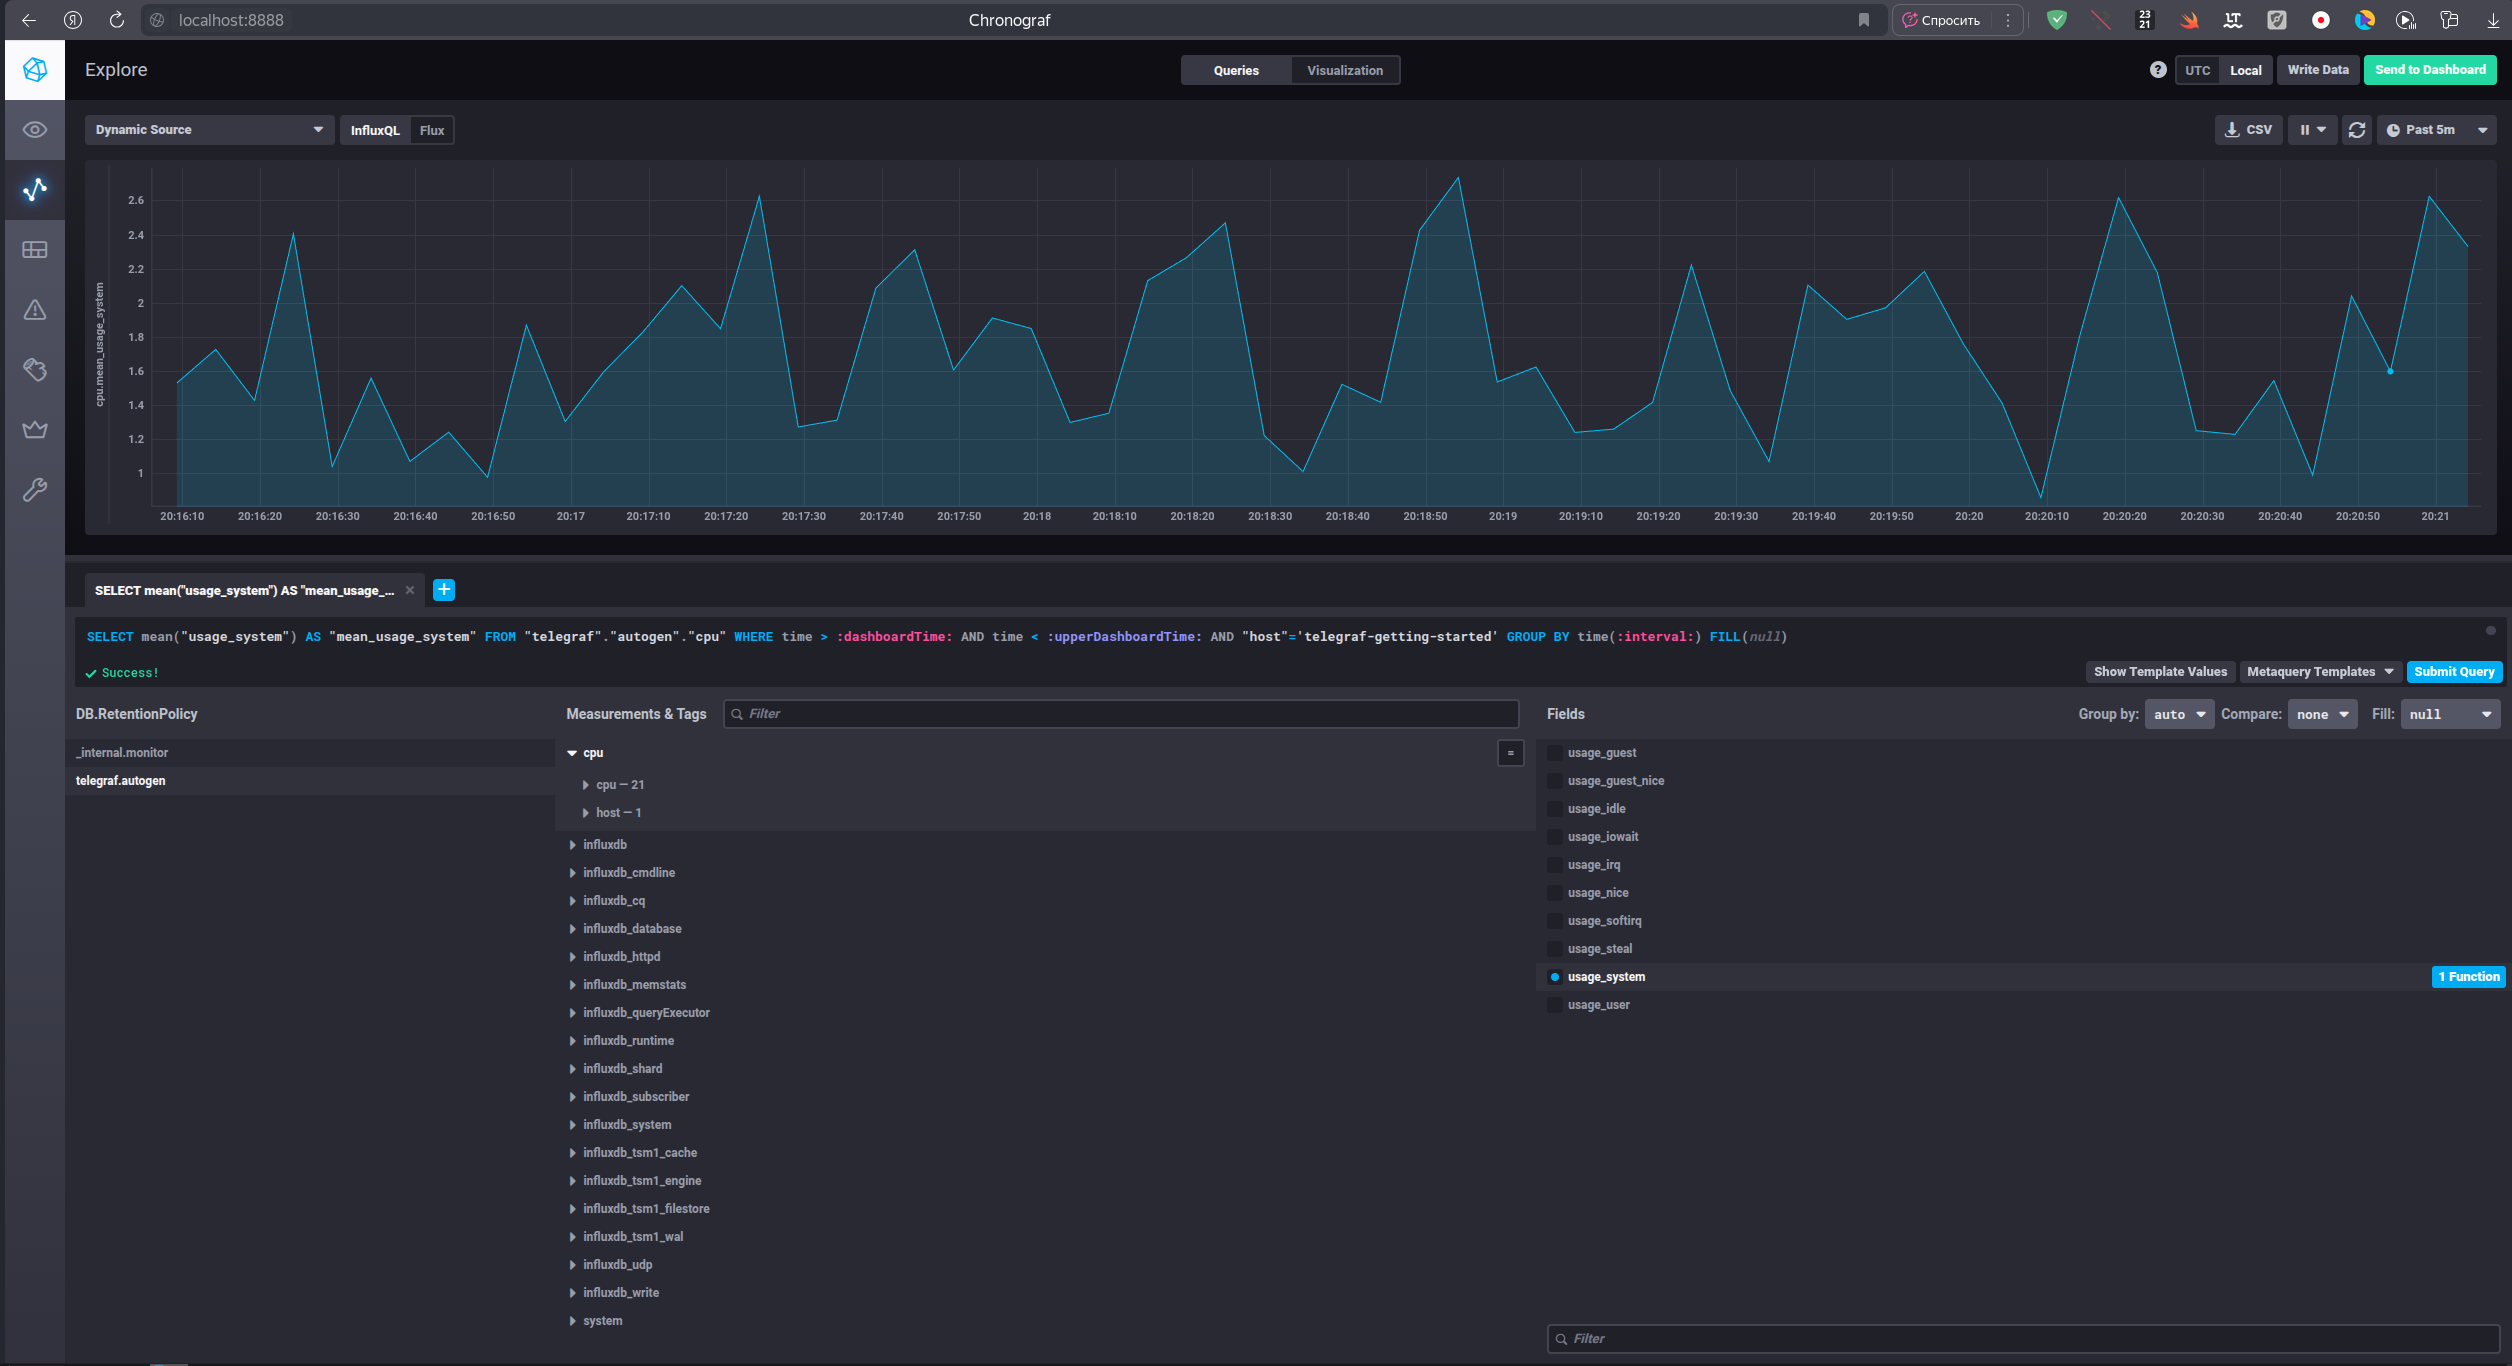 localhost:8888
Chronograf
Спросить
23
21
LT
Explore
Queries
Visualization
UTC
Local
Write Data
Send to Dashboard
Dynamic Source
InfluxQL
Flux
CSV
Past 5m
cpu.mean_usage_system
2.6
2.4
2.2
2
1.8
1.6
1.4
1.2
1
20:16:10 20:16:20 20:16:30 20:16:40 20:16:50 20:17 20:17:10 20:17:20 20:17:30 20:17:40 20:17:50 20:18 20:18:10 20:18:20 20:18:30 20:18:40 20:18:50 20:19 20:19:10 20:19:20 20:19:30 20:19:40 20:19:50 20:20 20:20:10 20:20:20 20:20:30 20:20:40 20:20:50 20:21
SELECT mean("usage_system") AS "mean_usage_...
SELECT mean("usage_system") AS "mean_usage_system" FROM "telegraf"."autogen"."cpu" WHERE time > :dashboardTime: AND time < :upperDashboardTime: AND "host"='telegraf-getting-started' GROUP BY time(:interval:) FILL(null)
Success!
Show Template Values
Metaquery Templates
Submit Query
DB.RetentionPolicy
_internal.monitor
telegraf.autogen
Measurements & Tags
Filter
cpu
=
cpu — 21
host — 1
influxdb
influxdb_cmdline
influxdb_cq
influxdb_database
influxdb_httpd
influxdb_memstats
influxdb_queryExecutor
influxdb_runtime
influxdb_shard
influxdb_subscriber
influxdb_system
influxdb_tsm1_cache
influxdb_tsm1_engine
influxdb_tsm1_filestore
influxdb_tsm1_wal
influxdb_udp
influxdb_write
system
Fields
Group by: auto
Compare: none
Fill: null
usage_guest
usage_guest_nice
usage_idle
usage_iowait
usage_irq
usage_nice
usage_softirq
usage_steal
usage_system
1 Function
usage_user
Filter